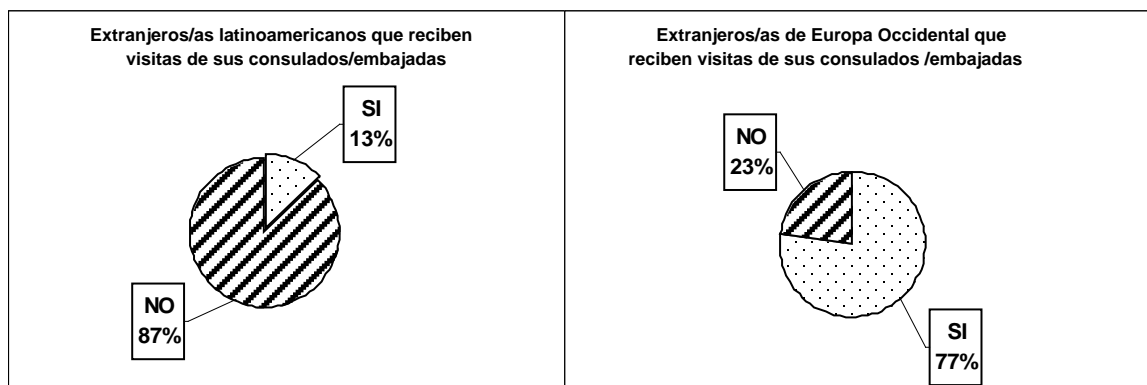 Extranjeros/as latinoamericanos que reciben
visitas de sus consulados/embajadas
SI
13%
NO
87%
Extranjeros/as de Europa Occidental que
reciben visitas de sus consulados /embajadas
NO
23%
SI
77%